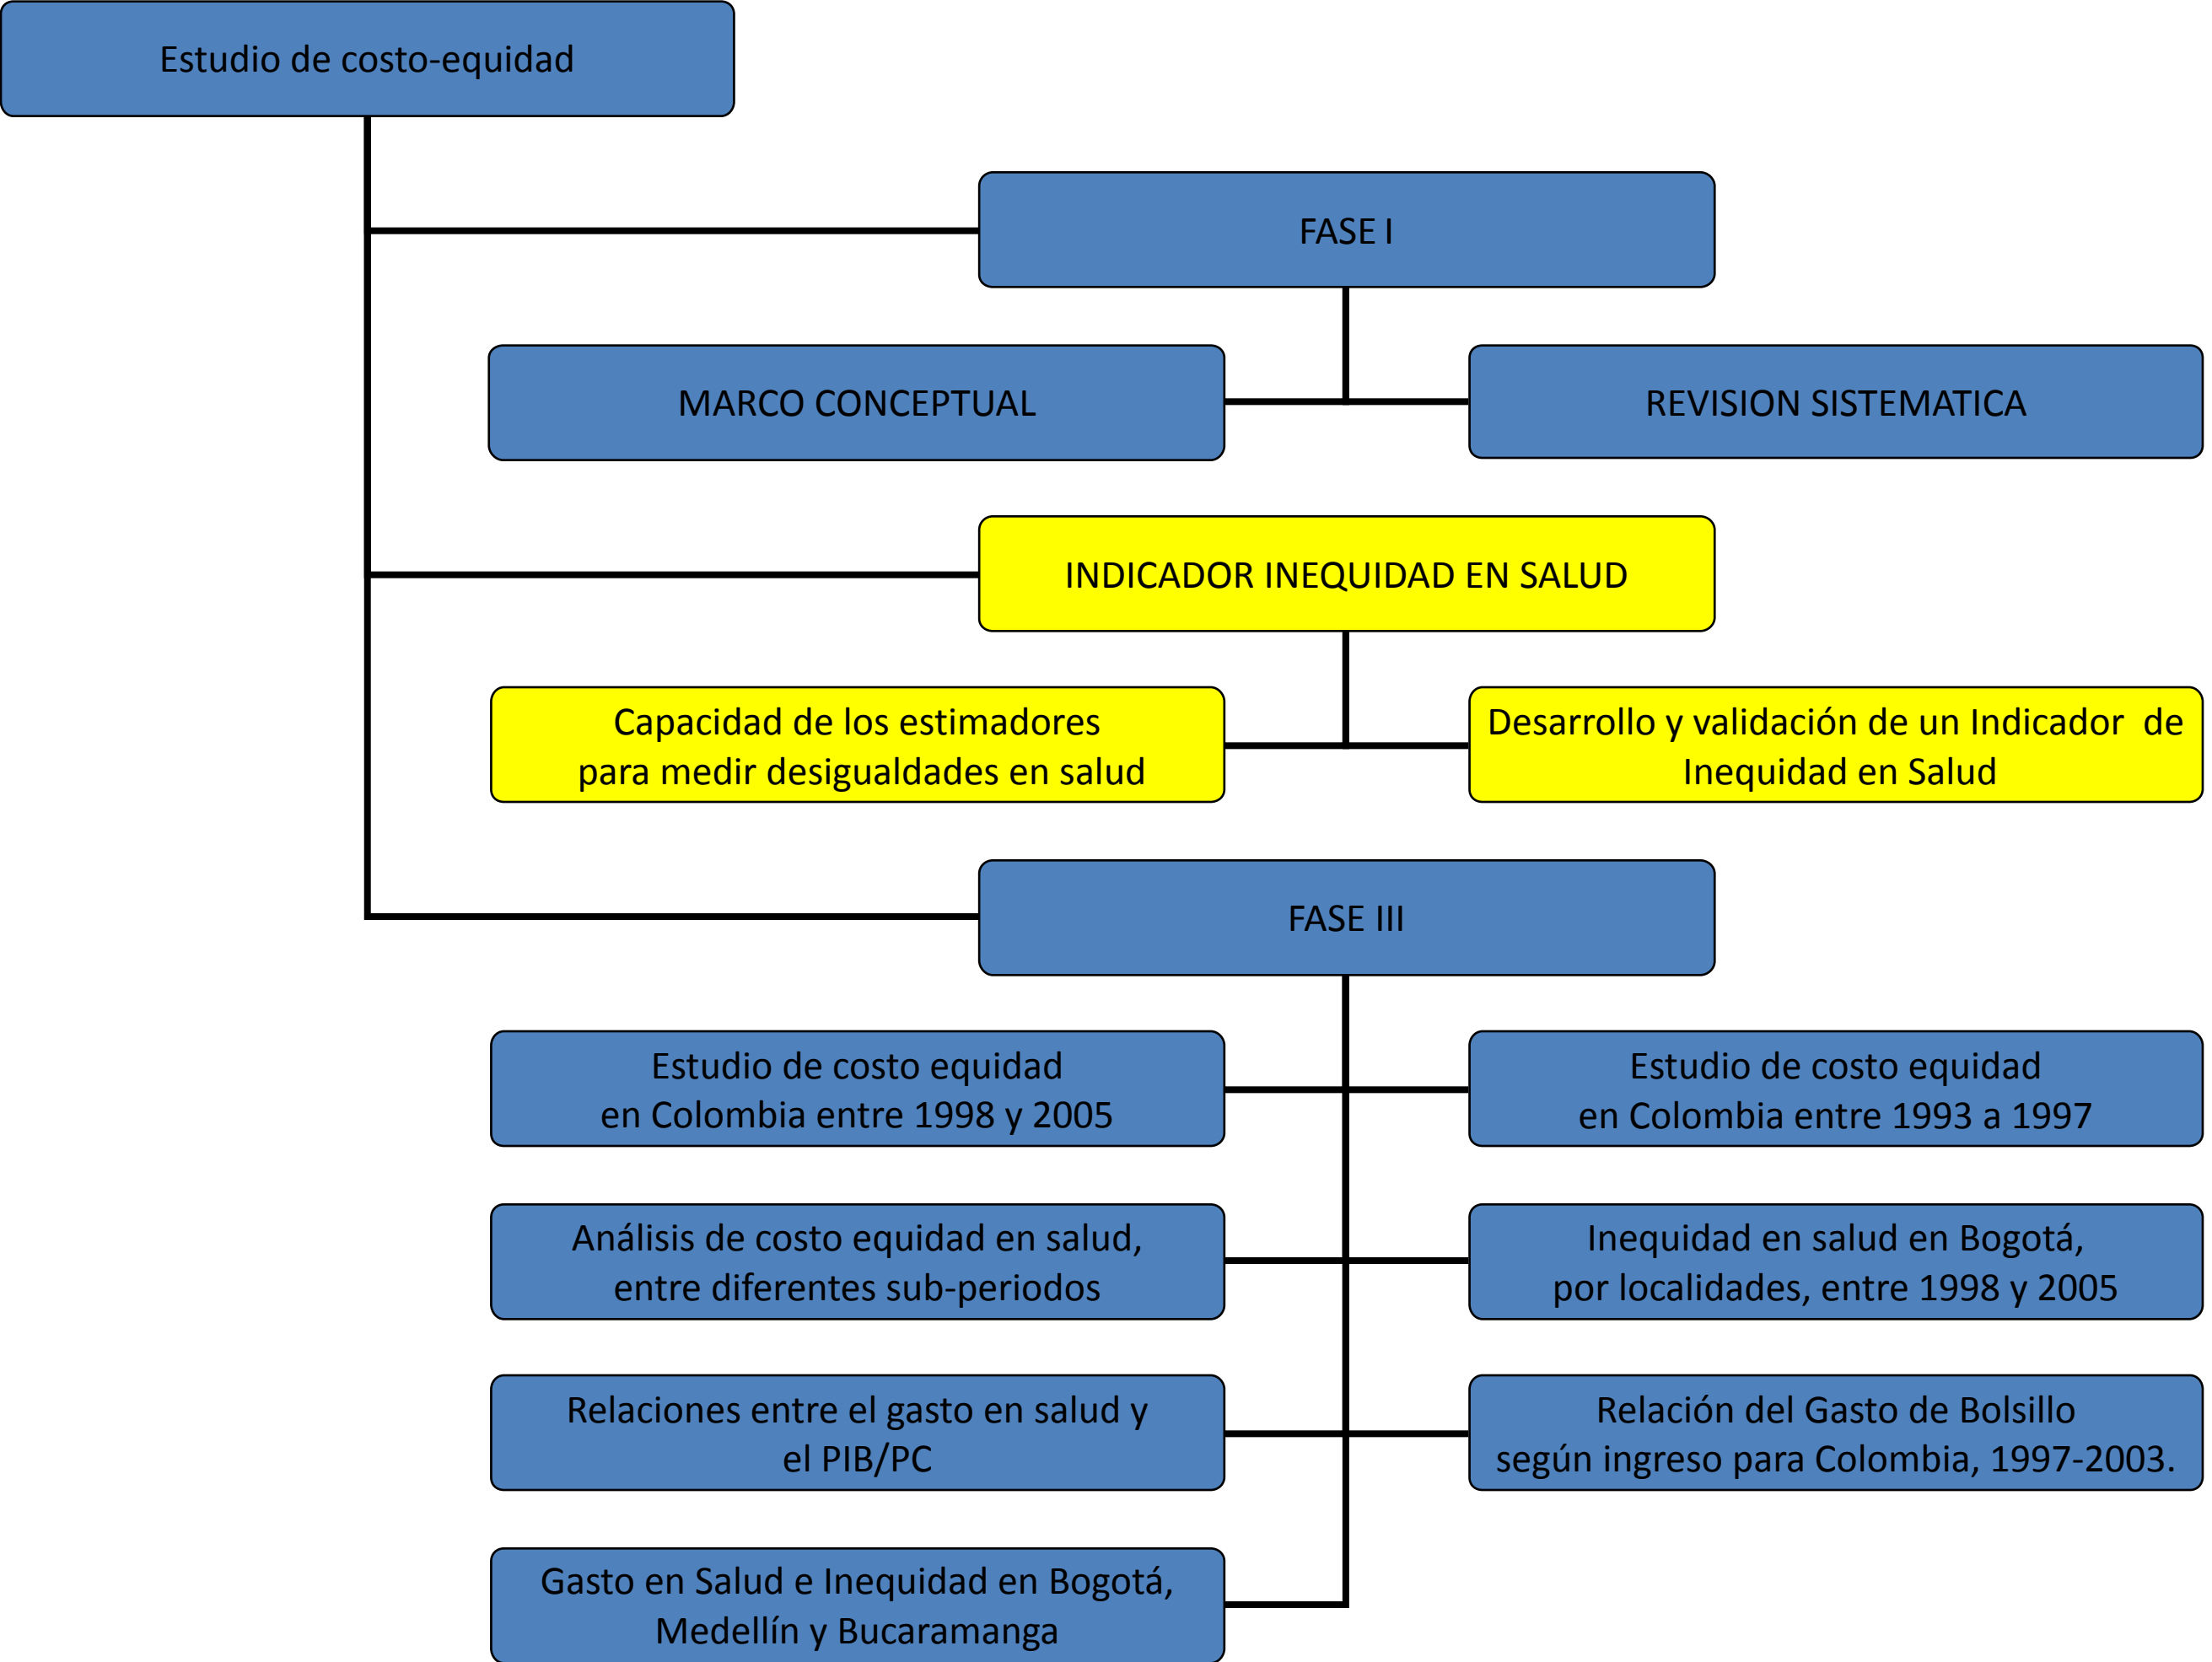 Estudio de costo-equidad
FASE I
MARCO CONCEPTUAL
REVISION SISTEMATICA
INDICADOR INEQUIDAD EN SALUD
Capacidad de los estimadores
para medir desigualdades en salud
Desarrollo y validación de un Indicador de
Inequidad en Salud
FASE III
Estudio de costo equidad
en Colombia entre 1998 y 2005
Estudio de costo equidad
en Colombia entre 1993 a 1997
Análisis de costo equidad en salud,
entre diferentes sub-periodos
Inequidad en salud en Bogotá,
por localidades, entre 1998 y 2005
Relaciones entre el gasto en salud y
el PIB/PC
Relación del Gasto de Bolsillo
según ingreso para Colombia, 1997-2003.
Gasto en Salud e Inequidad en Bogotá,
Medellín y Bucaramanga